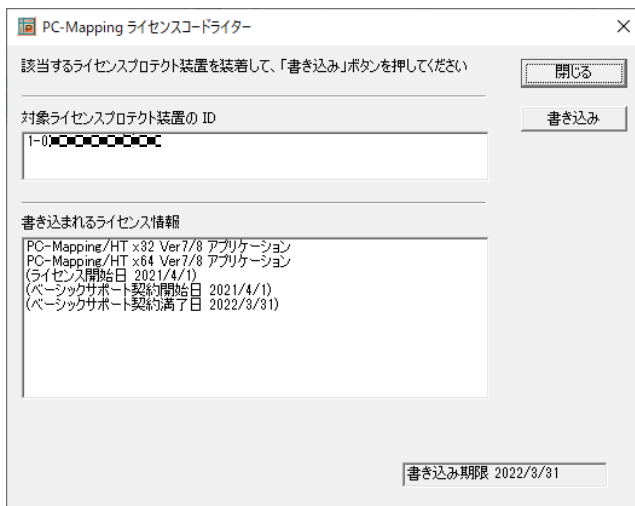 PC-Mapping ライセンスコードライター
該当するライセンスプロテクト装置を装着して、「書き込み」ボタンを押してください
閉じる
対象ライセンスプロテクト装置の ID
書き込み
1-0
書き込まれるライセンス情報
PC-Mapping/HT x32 Ver7/8 アプリケーション
PC-Mapping/HT x64 Ver7/8 アプリケーション
(ライセンス開始日 2021/4/1)
(ベーシックサポート契約開始日 2021/4/1)
(ベーシックサポート契約満了日 2022/3/31)
書き込み期限 2022/3/31